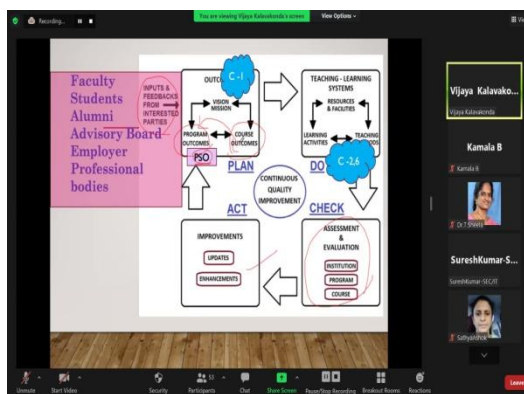 Recording...
You are viewing Vijaya Kalavakonda's screen
View Options
Faculty
Students
Alumni
Advisory Board
Employer
Professional
bodies
INPUTS &
FEEDBACKS
FROM
INTERESTED
PARTIES
C -1
VISION
MISSION
PROGRAM
OUTCOMES
COURSE
OUTCOMES
PSO
PLAN
TEACHING - LEARNING
SYSTEMS
RESOURCES
& FACILITIES
LEARNING
ACTIVITIES
TEACHING
C -2,6
DO
CONTINUOUS
QUALITY
IMPROVEMENT
ACT
CHECK
IMPROVEMENTS
UPDATES
ENHANCEMENTS
ASSESSMENT
&
EVALUATION
INSTITUTION
PROGRAM
COURSE
Vijaya Kalavako...
Vijaya Kalavakonda
Kamala B
Kamala B
Dr.T.Sheela
SureshKumar-S...
SureshKumar-SEC/IT
Sathyashok
Unmute
Start Video
Security
Participants
Chat
Share Screen
Pause/Stop Recording
Breakout Rooms
Reactions
Leave